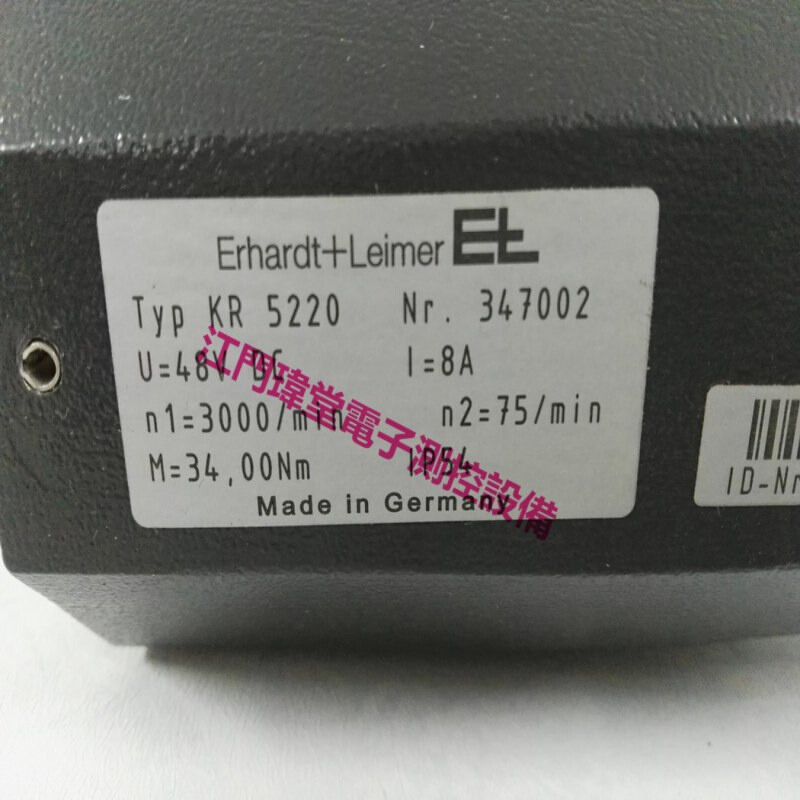 Erhardt+Leimer E+L
Typ KR 5220 Nr. 347002
U=48V DC I=8A
n1=3000/min n2=75/min
M=34,00Nm IP54
Made in Germany
ID-Nr
江門瑋堂電子測控設備